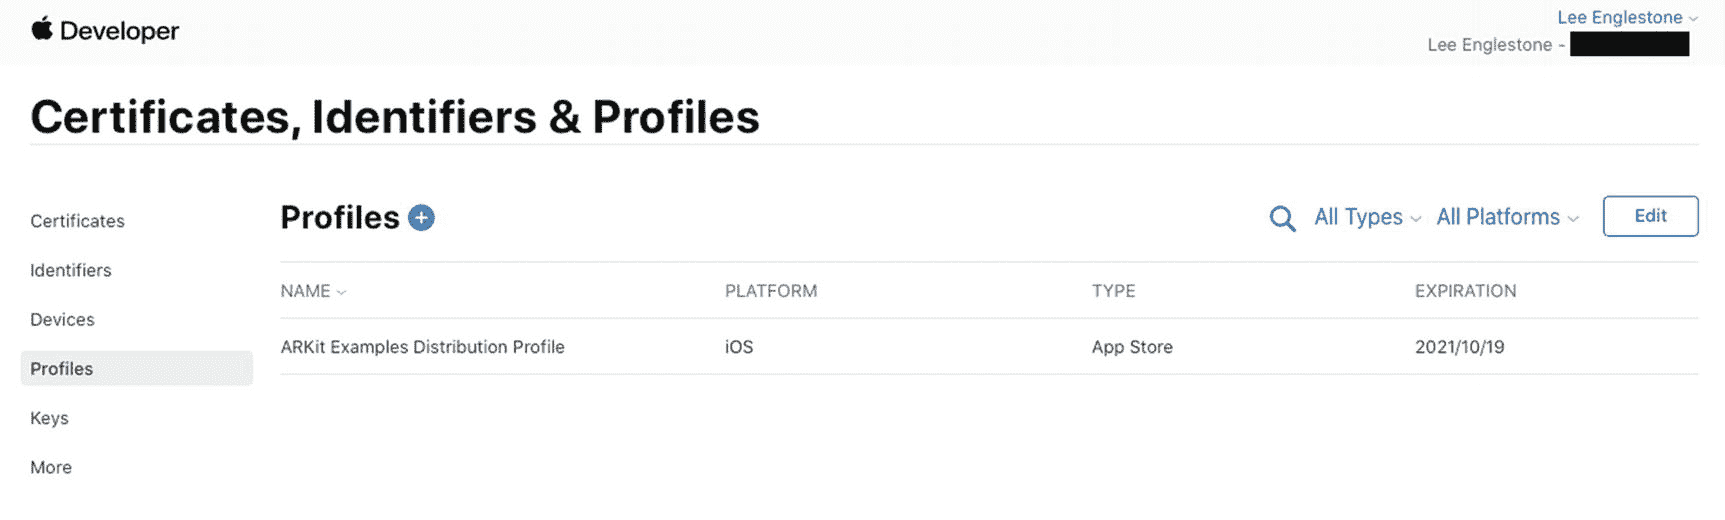 Developer
Lee Englestone
Lee Englestone -
Certificates, Identifiers & Profiles
Certificates
Identifiers
Devices
Profiles
Keys
More
Profiles +
All Types All Platforms Edit
NAME PLATFORM TYPE EXPIRATION
ARKit Examples Distribution Profile iOS App Store 2021/10/19